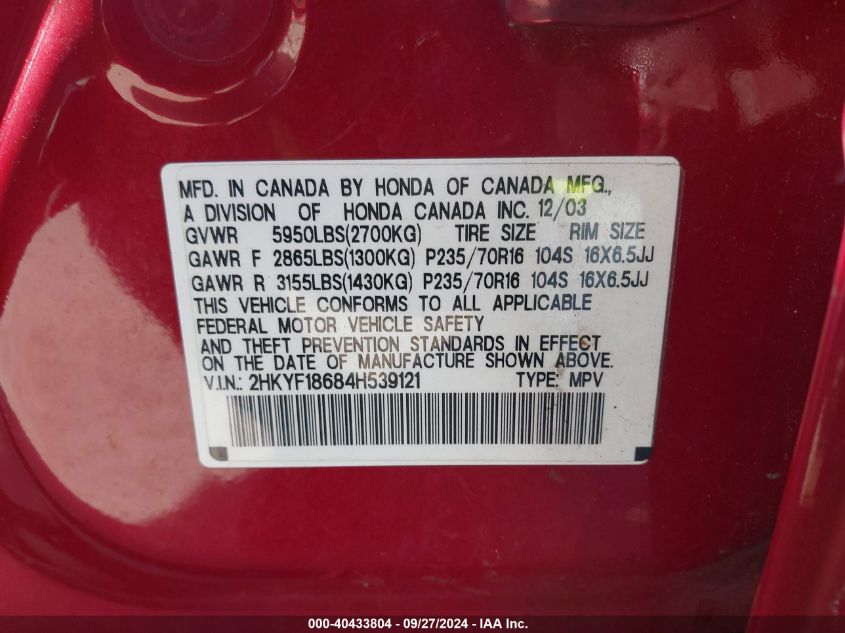 MFD. IN CANADA BY HONDA OF CANADA MFG.,
A DIVISION OF HONDA CANADA INC. 12/03
GVWR 5950LBS(2700KG) TIRE SIZE RIM SIZE
GAWR F 2865LBS(1300KG) P235/70R16 104S 16X6.5JJ
GAWR R 3155LBS(1430KG) P235/70R16 104S 16X6.5JJ
THIS VEHICLE CONFORMS TO ALL APPLICABLE
FEDERAL MOTOR VEHICLE SAFETY
AND THEFT PREVENTION STANDARDS IN EFFECT
ON THE DATE OF MANUFACTURE SHOWN ABOVE.
V.I.N.: 2HKYF18684H539121 TYPE: MPV
000-40433804 - 09/27/2024 - IAAI Inc.